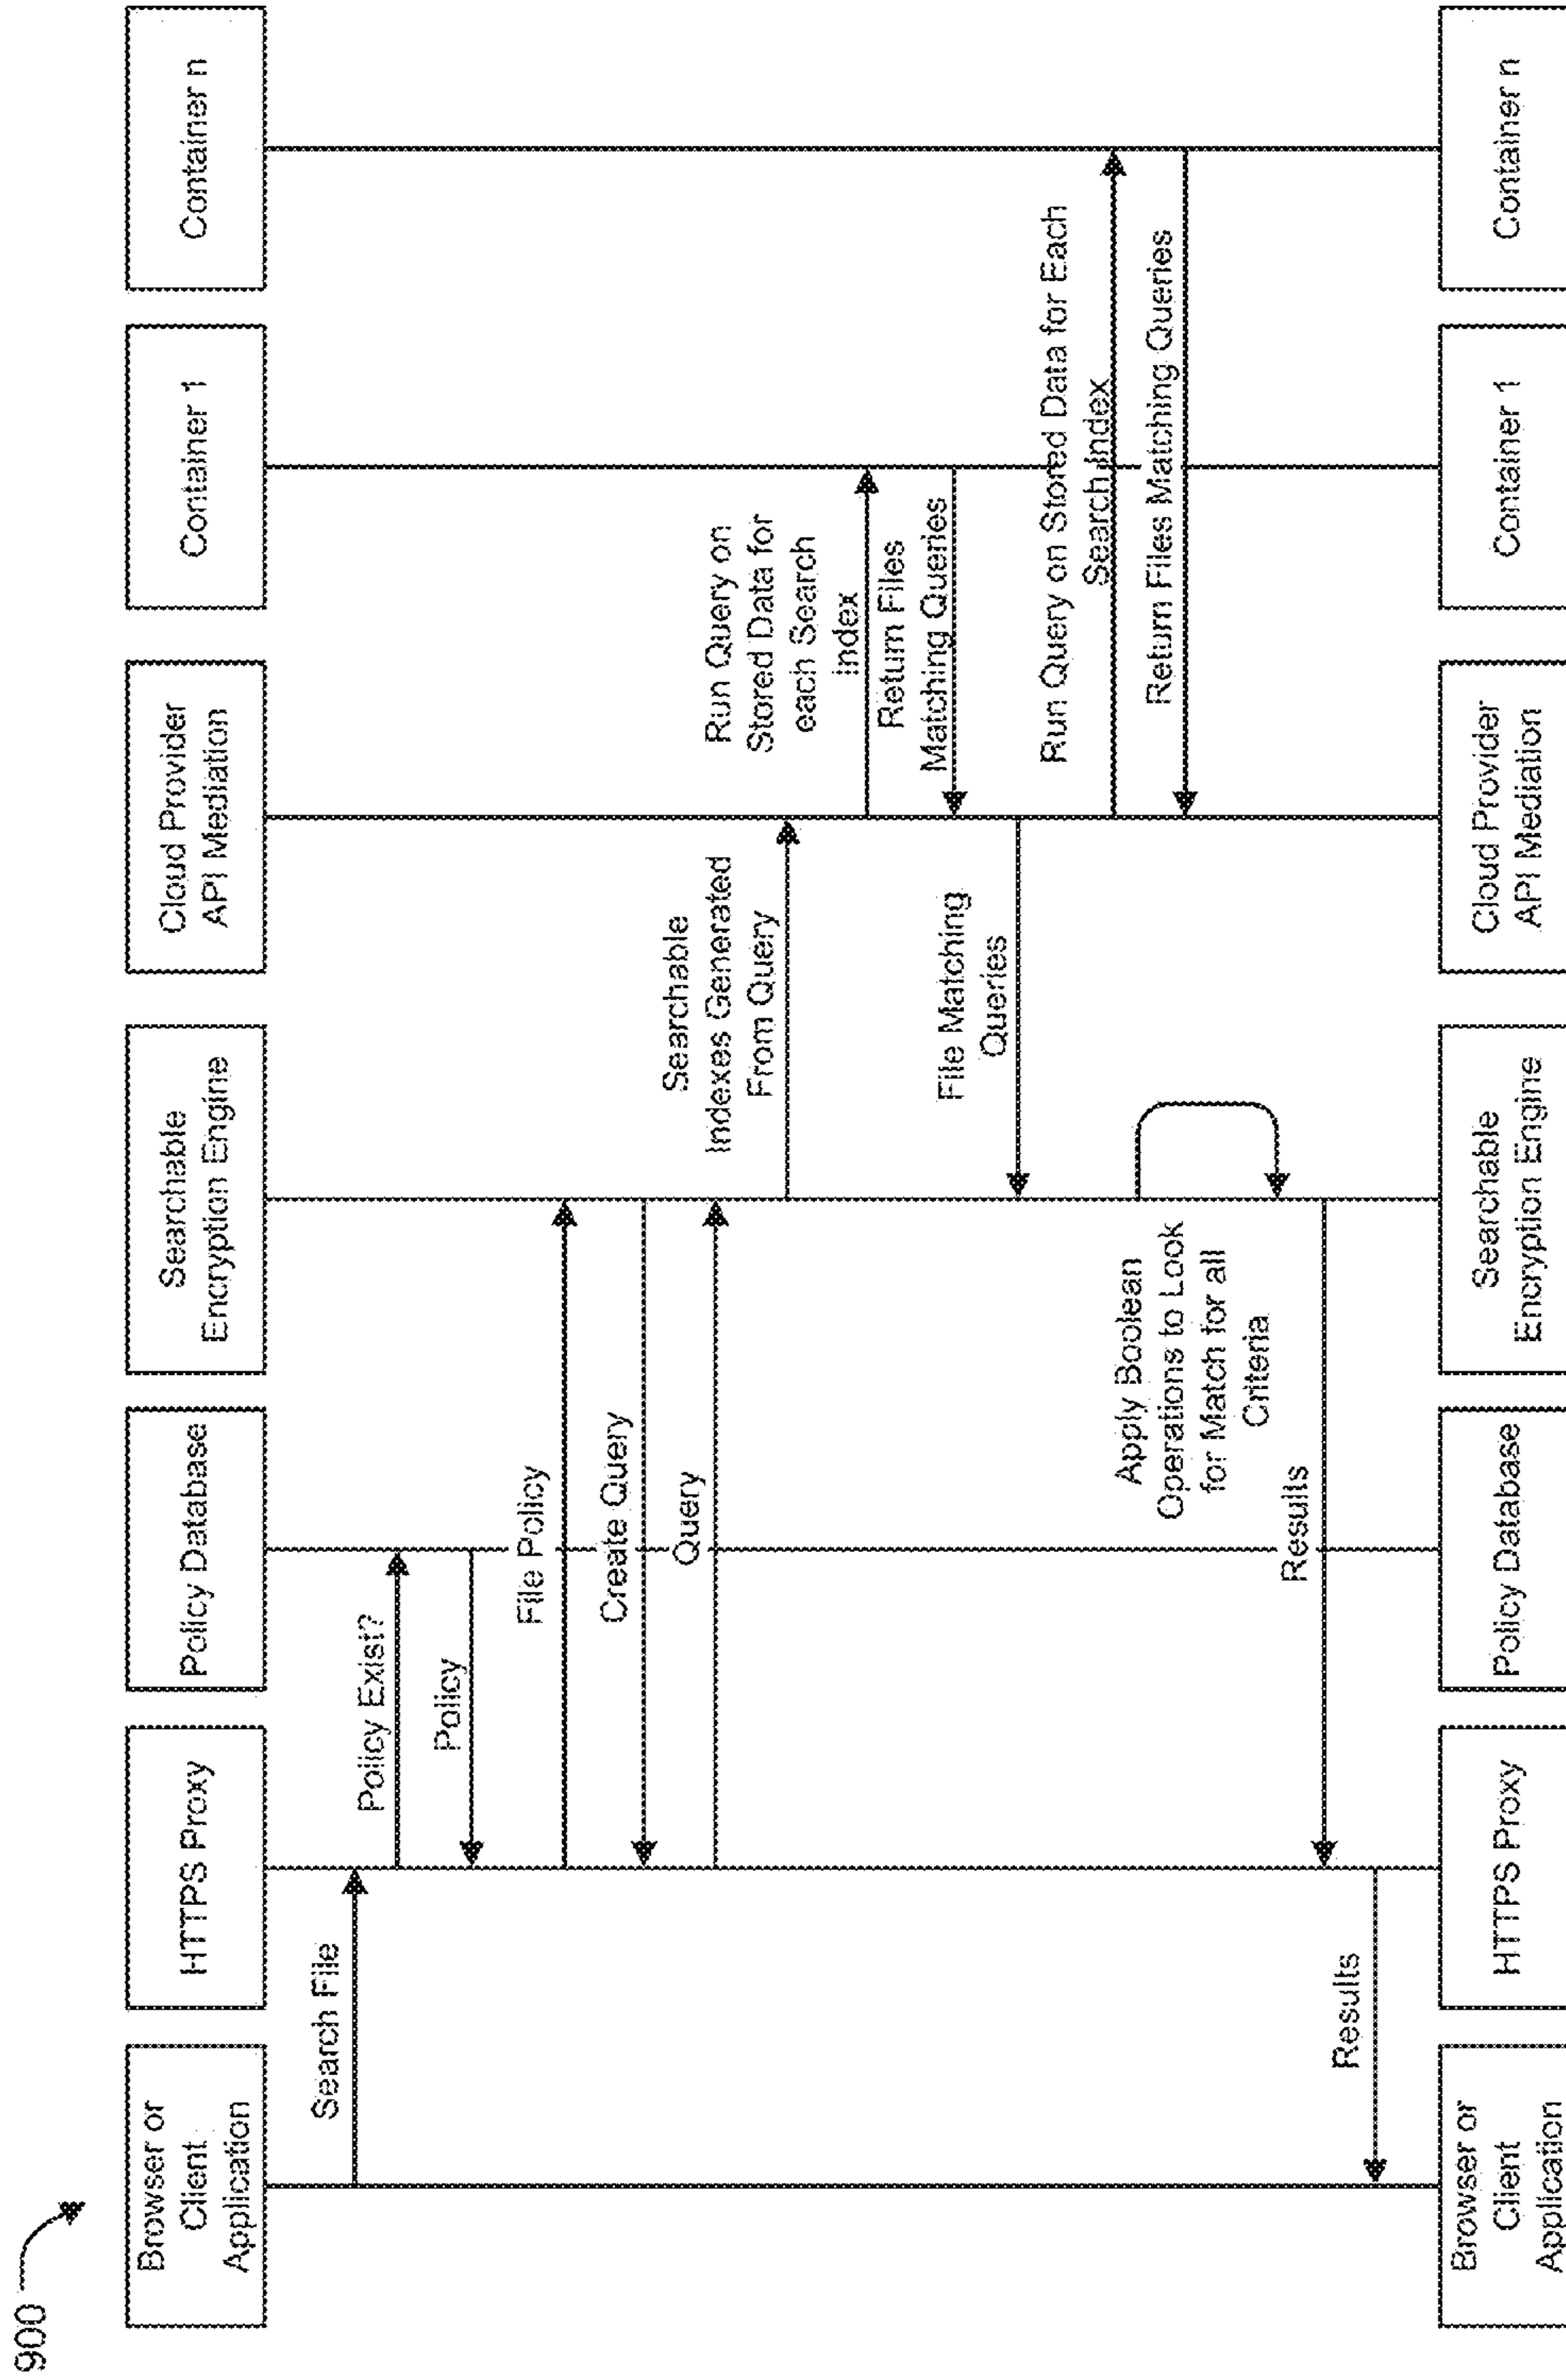 900
Browser or
Client
Application
HTTPS Proxy
Policy Database
Searchable
Encryption Engine
Cloud Provider
API Mediation
Container 1
Container n
Search File
Policy Exist?
Policy
File Policy
Create Query
Query
Searchable
Indexes Generated
From Query
Run Query on
Stored Data for
each Search
Index
Return Files
Matching Queries
File Matching
Queries
Run Query on Stored Data for Each
Search Index
Return Files Matching Queries
Apply Boolean
Operations to Look
for Match for all
Criteria
Results
Results
Browser or
Client
Application
HTTPS Proxy
Policy Database
Searchable
Encryption Engine
Cloud Provider
API Mediation
Container 1
Container n